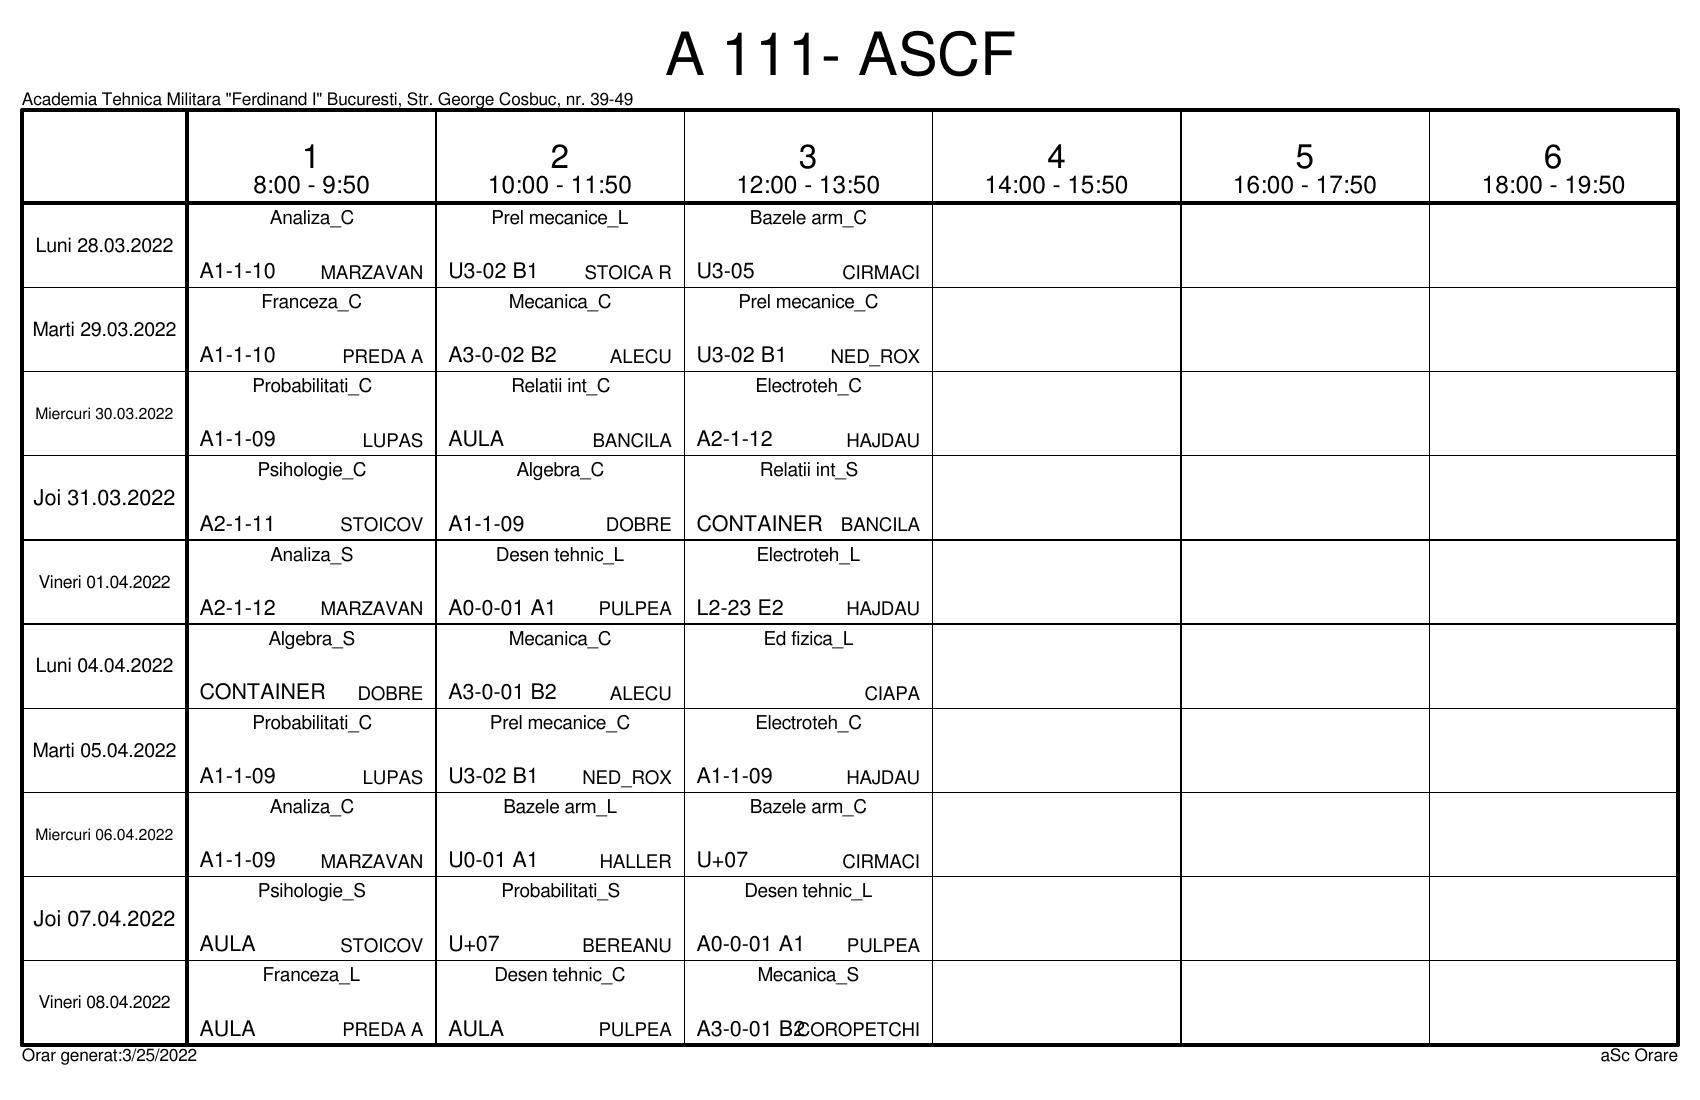 A 111- ASCF
Academia Tehnica Militara "Ferdinand I" Bucuresti, Str. George Cosbuc, nr. 39-49
1 2 3 4 5 6
8:00 - 9:50 10:00 - 11:50 12:00 - 13:50 14:00 - 15:50 16:00 - 17:50 18:00 - 19:50
Analiza_C Prel mecanice_L Bazele arm_C
Luni 28.03.2022
A1-1-10 MARZAVAN U3-02 B1 STOICA R U3-05 CIRMACI
Franceza_C Mecanica_C Prel mecanice_C
Marti 29.03.2022
A1-1-10 PREDA A A3-0-02 B2 ALECU U3-02 B1 NED_ROX
Probabilitati_C Relatii int_C Electroteh_C
Miercuri 30.03.2022
A1-1-09 LUPAS AULA BANCILA A2-1-12 HAJDAU
Psihologie_C Algebra_C Relatii int_S
Joi 31.03.2022
A2-1-11 STOICOV A1-1-09 DOBRE CONTAINER BANCILA
Analiza_S Desen tehnic_L Electroteh_L
Vineri 01.04.2022
A2-1-12 MARZAVAN A0-0-01 A1 PULPEA L2-23 E2 HAJDAU
Algebra_S Mecanica_C Ed fizica_L
Luni 04.04.2022
CONTAINER DOBRE A3-0-01 B2 ALECU CIAPA
Probabilitati_C Prel mecanice_C Electroteh_C
Marti 05.04.2022
A1-1-09 LUPAS U3-02 B1 NED_ROX A1-1-09 HAJDAU
Analiza_C Bazele arm_L Bazele arm_C
Miercuri 06.04.2022
A1-1-09 MARZAVAN U0-01 A1 HALLER U+07 CIRMACI
Psihologie_S Probabilitati_S Desen tehnic_L
Joi 07.04.2022
AULA STOICOV U+07 BEREANU A0-0-01 A1 PULPEA
Franceza_L Desen tehnic_C Mecanica_S
Vineri 08.04.2022
AULA PREDA A AULA PULPEA A3-0-01 B2 COROPETCHI
Orar generat:3/25/2022 aSc Orare